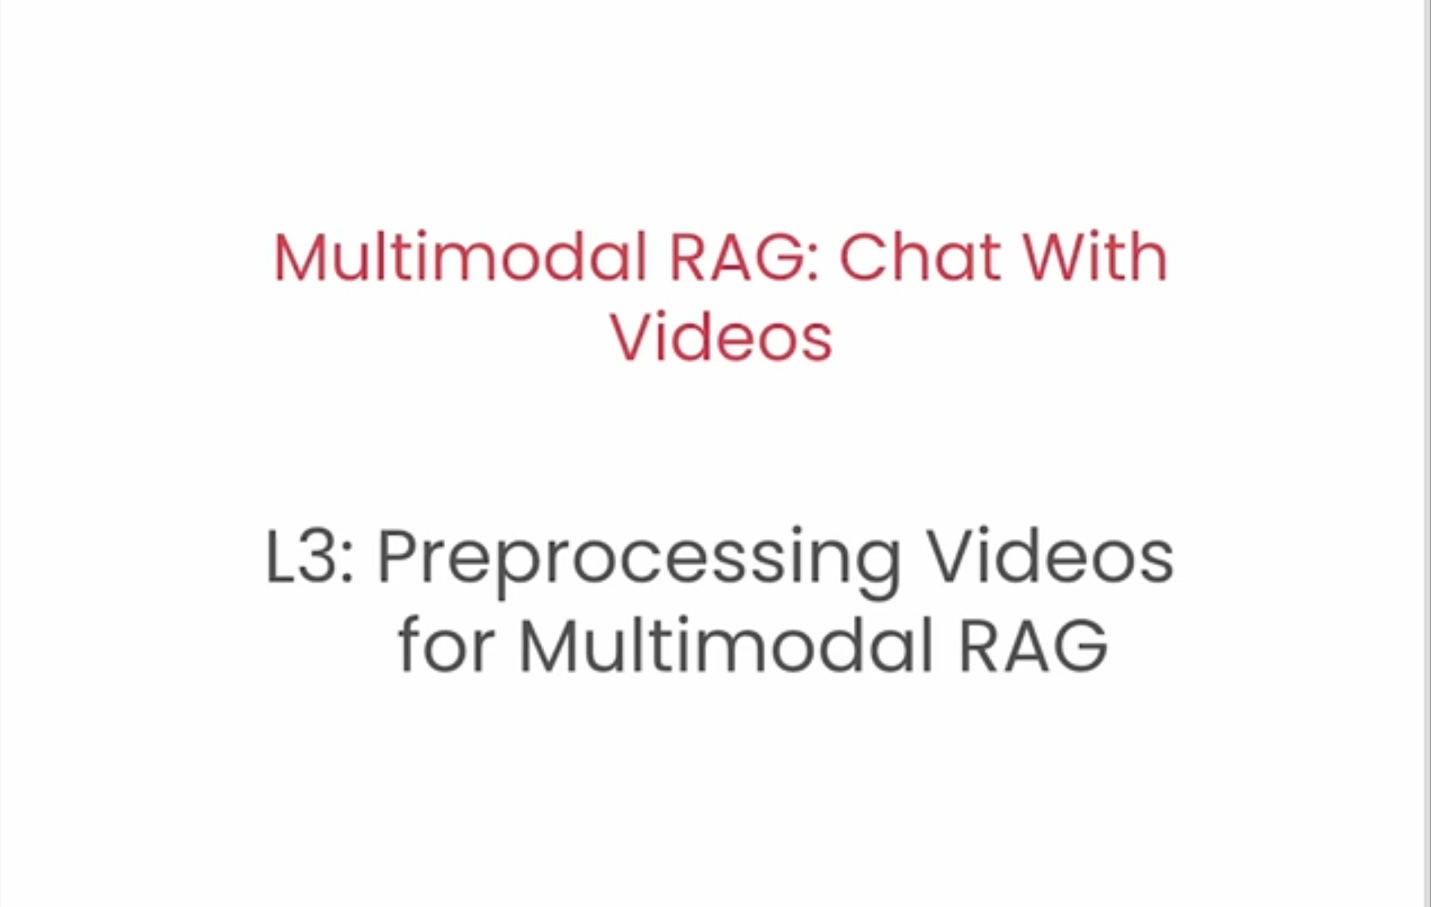 Multimodal RAG: Chat With
Videos
L3: Preprocessing Videos
for Multimodal RAG